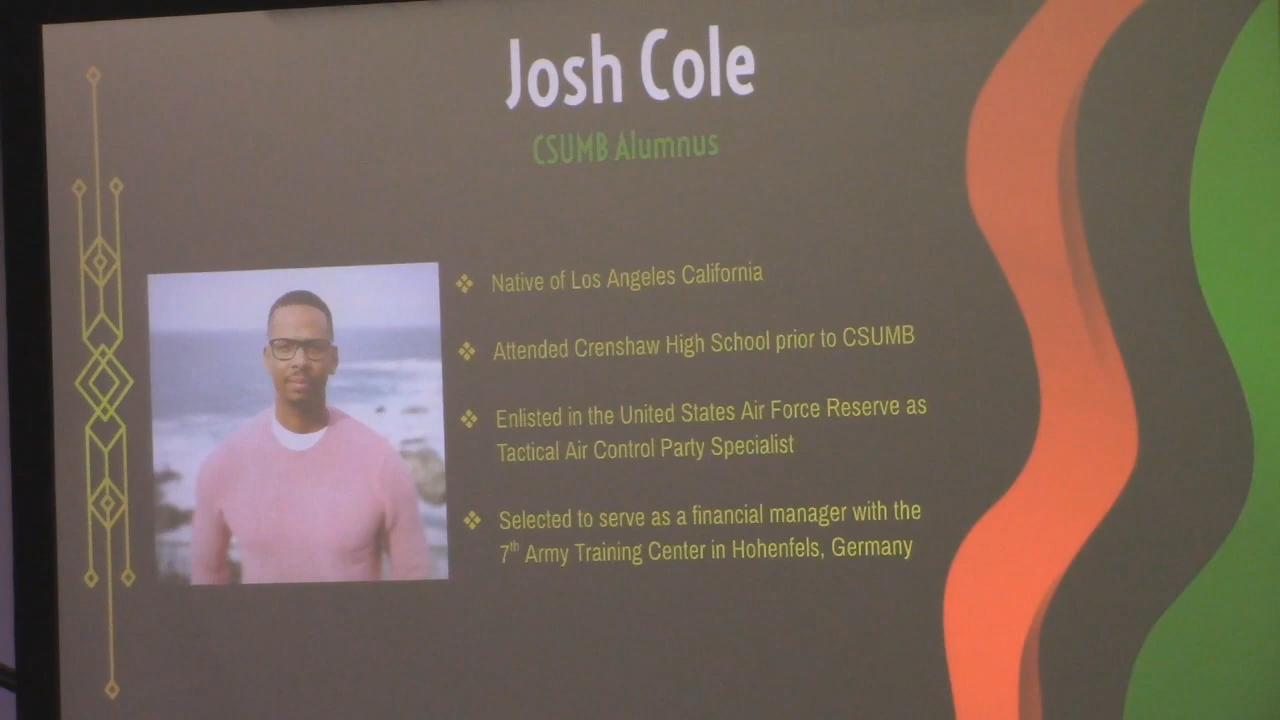 Josh Cole
CSUMB Alumnus
Native of Los Angeles California
Attended Crenshaw High School prior to CSUMB
Enlisted in the United States Air Force Reserve as
Tactical Air Control Party Specialist
Selected to serve as a financial manager with the
7th Army Training Center in Hohenfels, Germany